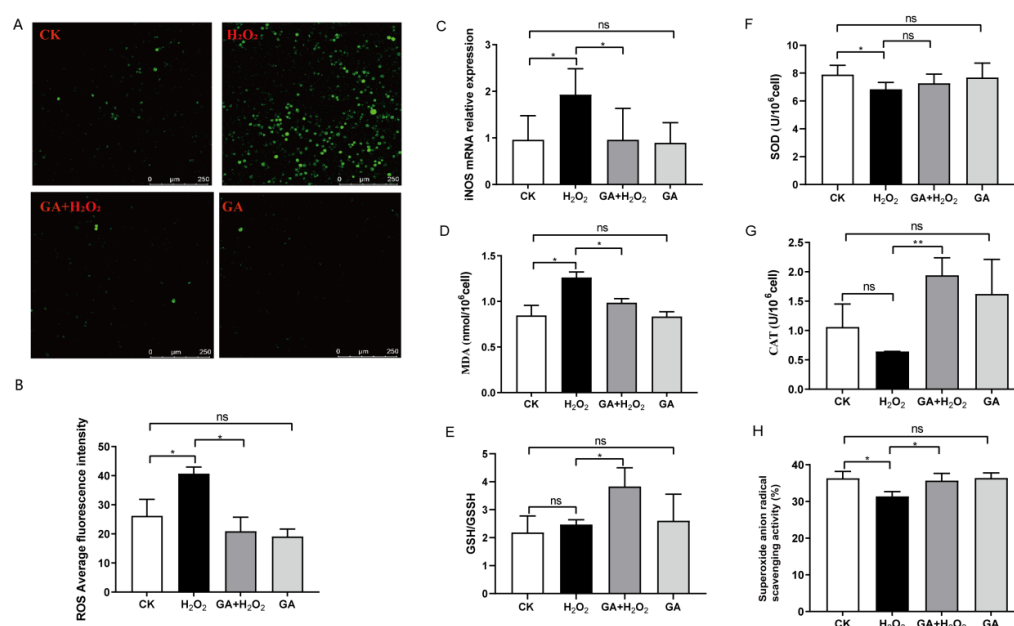 A
CK
H₂O₂
0 μm 250
0 μm 250
GA+H₂O₂
GA
0 μm 250
0 μm 250
B
ROS Average fluorescence intensity
50
40
30
20
10
0
ns
*
*
CK
H₂O₂
GA+H₂O₂
GA
C
iNOS mRNA relative expression
3
2
1
0
ns
*
*
CK
H₂O₂
GA+H₂O₂
GA
D
MDA (nmol/10⁶cell)
1.5
1.0
0.5
0.0
ns
*
*
CK
H₂O₂
GA+H₂O₂
GA
E
GSH/GSSH
6
5
4
3
2
1
0
ns
ns
*
CK
H₂O₂
GA+H₂O₂
GA
F
SOD (U/10⁶cell)
10
8
6
4
2
0
ns
*
ns
CK
H₂O₂
GA+H₂O₂
GA
G
CAT (U/10⁶cell)
2.5
2.0
1.5
1.0
0.5
0.0
ns
ns
**
CK
H₂O₂
GA+H₂O₂
GA
H
Superoxide anion radical
scavenging activity (%)
40
30
20
10
0
ns
*
*
CK
H₂O₂
GA+H₂O₂
GA